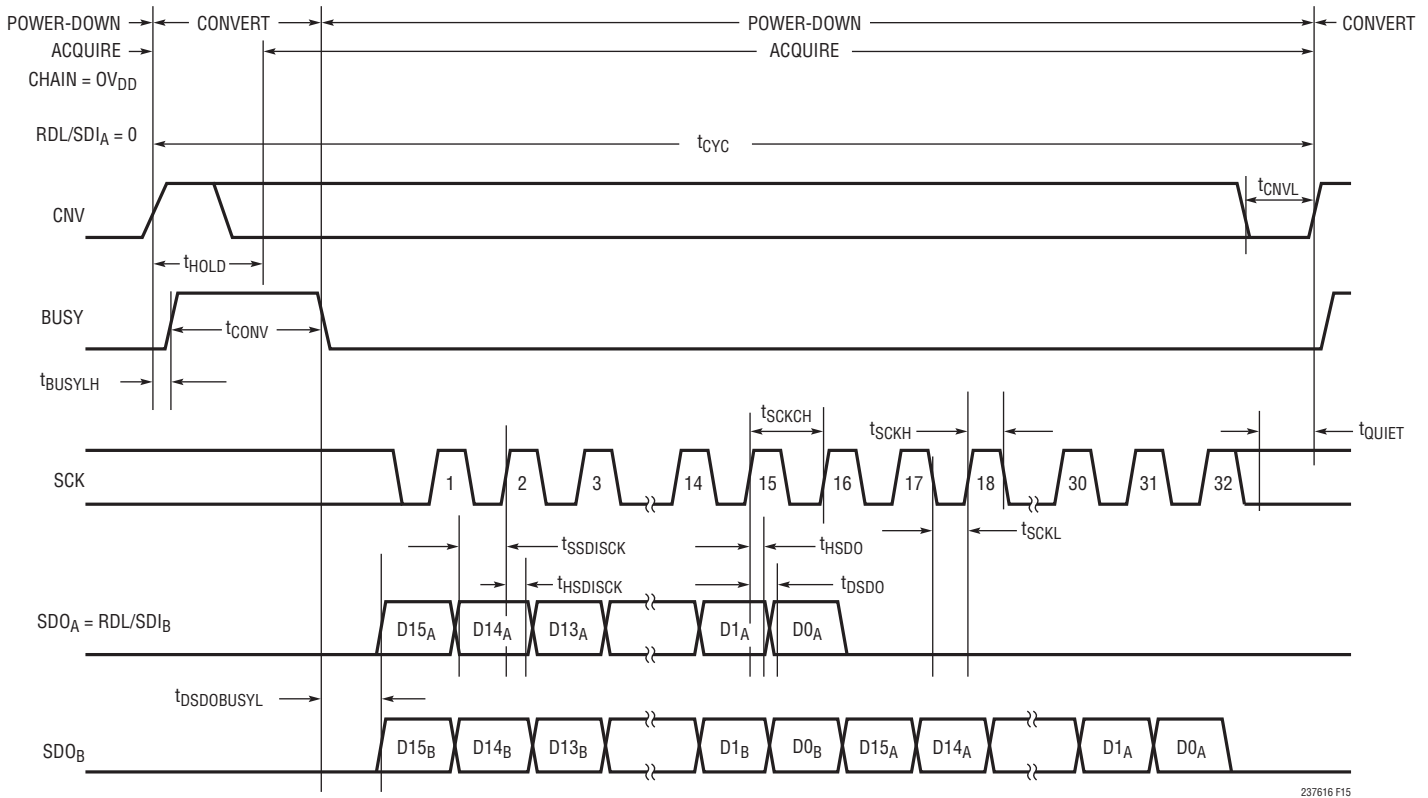 POWER-DOWN CONVERT POWER-DOWN CONVERT
ACQUIRE ACQUIRE
CHAIN = OVDD
RDL/SDIA = 0
tCYC
CNV
tCNVL
tHOLD
BUSY
tCONV
tBUSYLH
tSCKCH
tSCKH
tQUIET
SCK
1 2 3 14 15 16 17 18 30 31 32
tSCKL
tSSDISCK
tHSDO
tHSDISCK
tDSDO
SDOA = RDL/SDIB
D15A D14A D13A D1A D0A
tDSDOBUSYL
SDOB
D15B D14B D13B D1B D0B D15A D14A D1A D0A
237616 F15